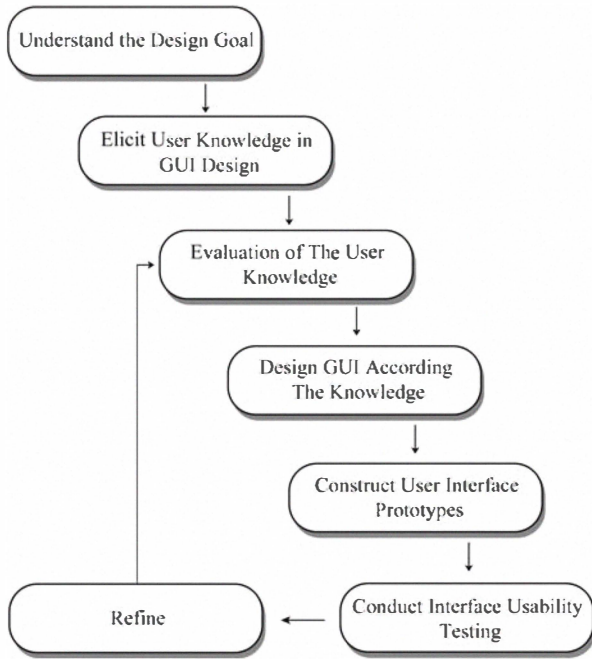 Understand the Design Goal
Elicit User Knowledge in
GUI Design
Evaluation of The User
Knowledge
Design GUI According
The Knowledge
Construct User Interface
Prototypes
Conduct Interface Usability
Testing
Refine